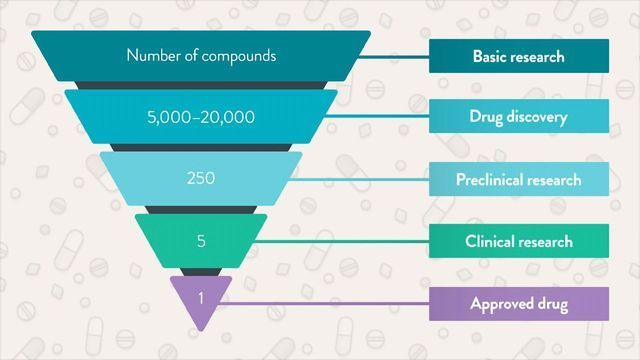 Number of compounds
Basic research
5,000–20,000
Drug discovery
250
Preclinical research
5
Clinical research
1
Approved drug